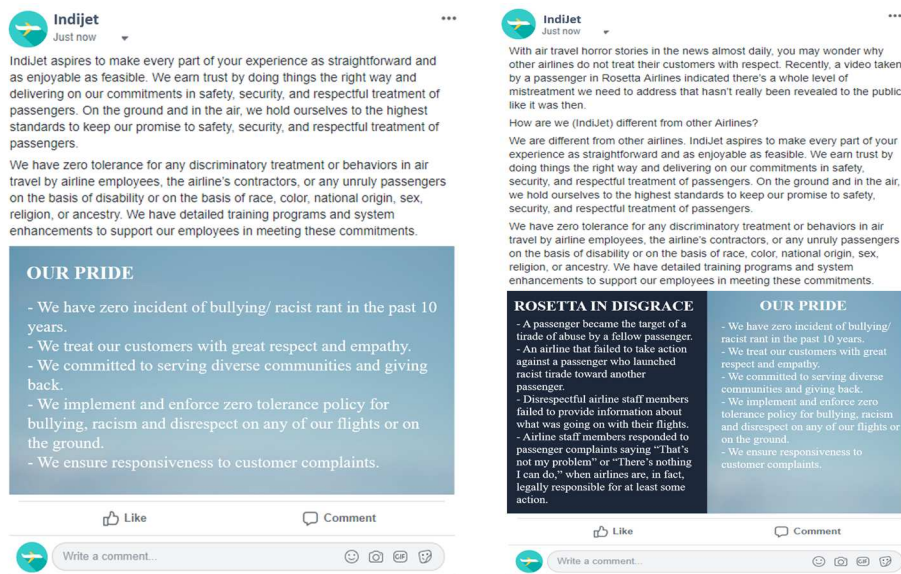 Indijet
Just now
IndiJet aspires to make every part of your experience as straightforward and
as enjoyable as feasible. We earn trust by doing things the right way and
delivering on our commitments in safety, security, and respectful treatment of
passengers. On the ground and in the air, we hold ourselves to the highest
standards to keep our promise to safety, security, and respectful treatment of
passengers.
We have zero tolerance for any discriminatory treatment or behaviors in air
travel by airline employees, the airline's contractors, or any unruly passengers
on the basis of disability or on the basis of race, color, national origin, sex,
religion, or ancestry. We have detailed training programs and system
enhancements to support our employees in meeting these commitments.
OUR PRIDE
- We have zero incident of bullying/ racist rant in the past 10
years.
- We treat our customers with great respect and empathy.
- We committed to serving diverse communities and giving
back.
- We implement and enforce zero tolerance policy for
bullying, racism and disrespect on any of our flights or on
the ground.
- We ensure responsiveness to customer complaints.
Like
Comment
Write a comment...
GIF
IndiJet
Just now
With air travel horror stories in the news almost daily, you may wonder why
other airlines do not treat their customers with respect. Recently, a video taken
by a passenger in Rosetta Airlines indicated there's a whole level of
mistreatment we need to address that hasn't really been revealed to the public
like it was then.
How are we (IndiJet) different from other Airlines?
We are different from other airlines. IndiJet aspires to make every part of your
experience as straightforward and as enjoyable as feasible. We earn trust by
doing things the right way and delivering on our commitments in safety,
security, and respectful treatment of passengers. On the ground and in the air,
we hold ourselves to the highest standards to keep our promise to safety,
security, and respectful treatment of passengers.
We have zero tolerance for any discriminatory treatment or behaviors in air
travel by airline employees, the airline's contractors, or any unruly passengers
on the basis of disability or on the basis of race, color, national origin, sex,
religion, or ancestry. We have detailed training programs and system
enhancements to support our employees in meeting these commitments.
ROSETTA IN DISGRACE
- A passenger became the target of a
tirade of abuse by a fellow passenger.
- An airline that failed to take action
against a passenger who launched
racist tirade toward another
passenger.
- Disrespectful airline staff members
failed to provide information about
what was going on with their flights.
- Airline staff members responded to
passenger complaints saying "That's
not my problem" or "There's nothing
I can do," when airlines are, in fact,
legally responsible for at least some
action.
OUR PRIDE
- We have zero incident of bullying/
racist rant in the past 10 years.
- We treat our customers with great
respect and empathy.
- We committed to serving diverse
communities and giving back.
- We implement and enforce zero
tolerance policy for bullying, racism
and disrespect on any of our flights or
on the ground.
- We ensure responsiveness to
customer complaints.
Like
Comment
Write a comment...
GIF